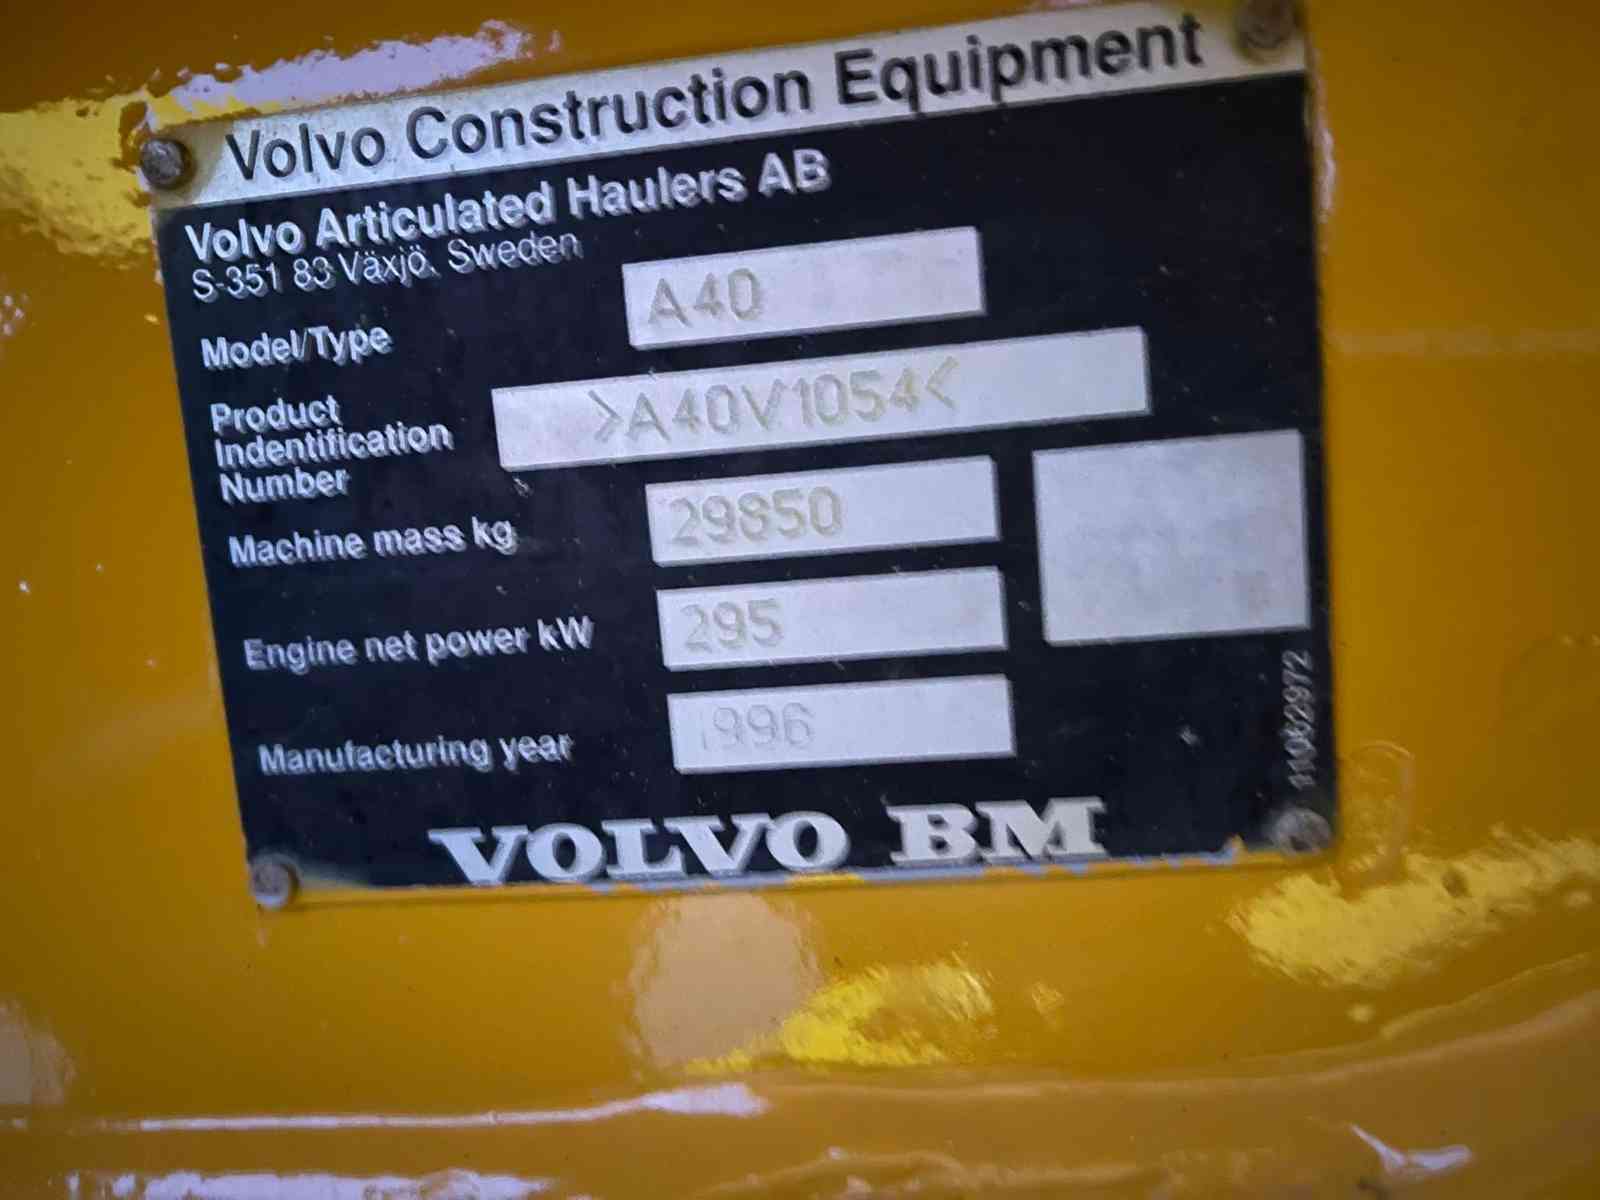 Volvo Construction Equipment
Volvo Articulated Haulers AB
S-351 83 Växjö, Sweden
Model/Type A40
Product
Indentification >A40V1054<
Number
Machine mass kg 29850
Engine net power kW 295
Manufacturing year 1996
11062972
VOLVO BM